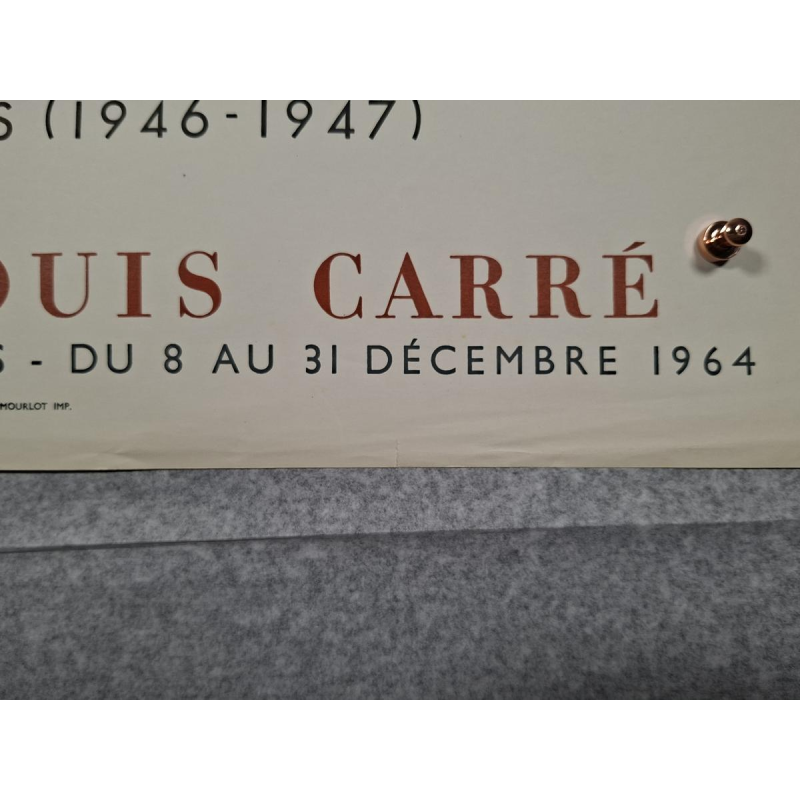 S (1946-1947)
OUIS CARRÉ
S - DU 8 AU 31 DÉCEMBRE 1964
MOURLOT IMP.